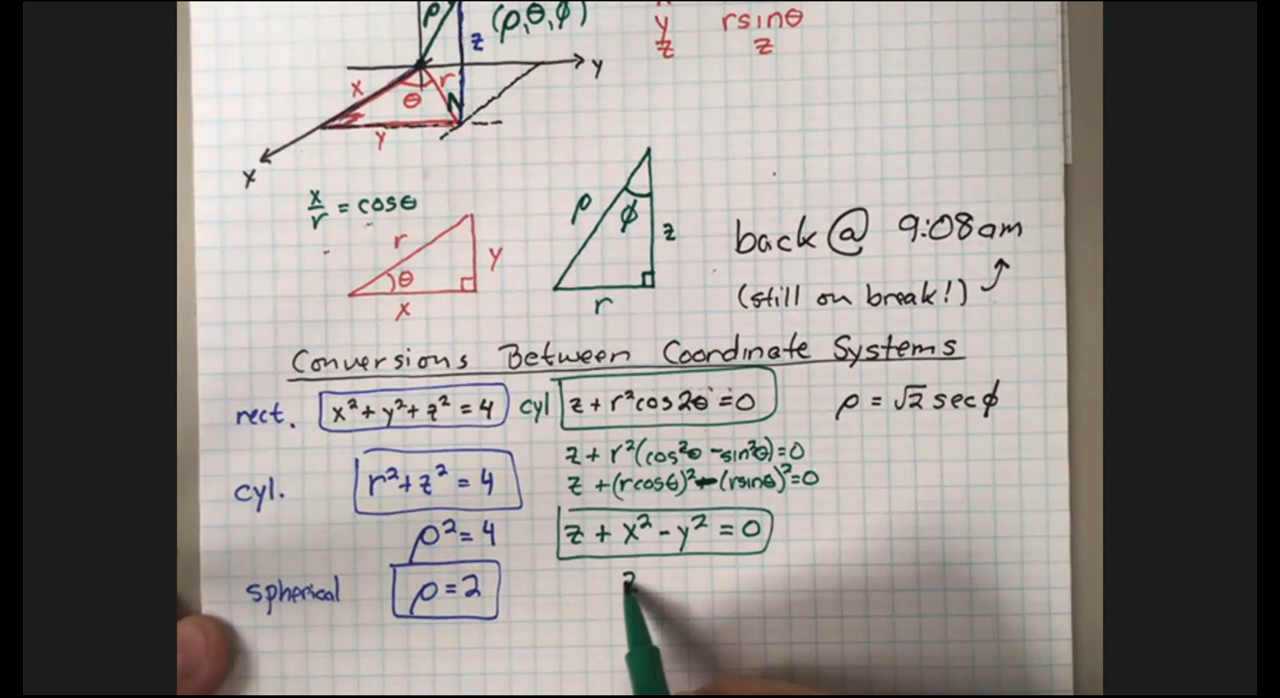 ρ (ρ,θ,φ)
z
y rsinθ
z z
y
x r
θ
y
x
x/r = cosθ
r θ y
x
ρ φ z
r
back @ 9:08am
(still on break!)
Conversions Between Coordinate Systems
rect. x² + y² + z² = 4 cyl z + r²cos2θ = 0 ρ = √2 secφ
z + r²(cos²θ - sin²θ) = 0
cyl. r² + z² = 4 z + (rcosθ)² - (rsinθ)² = 0
ρ² = 4 z + x² - y² = 0
spherical ρ = 2